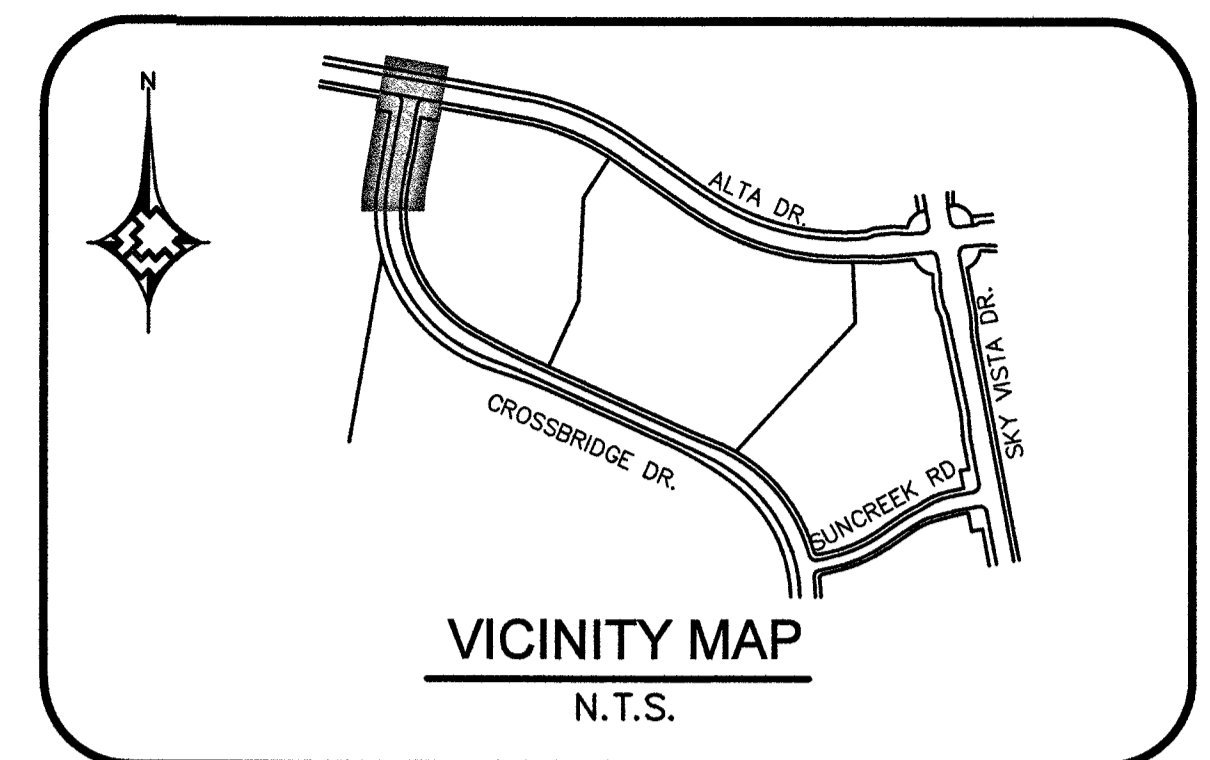 N
ALTA DR.
SKY VISTA DR.
CROSSBRIDGE DR.
SUNCREEK RD.
VICINITY MAP
N.T.S.